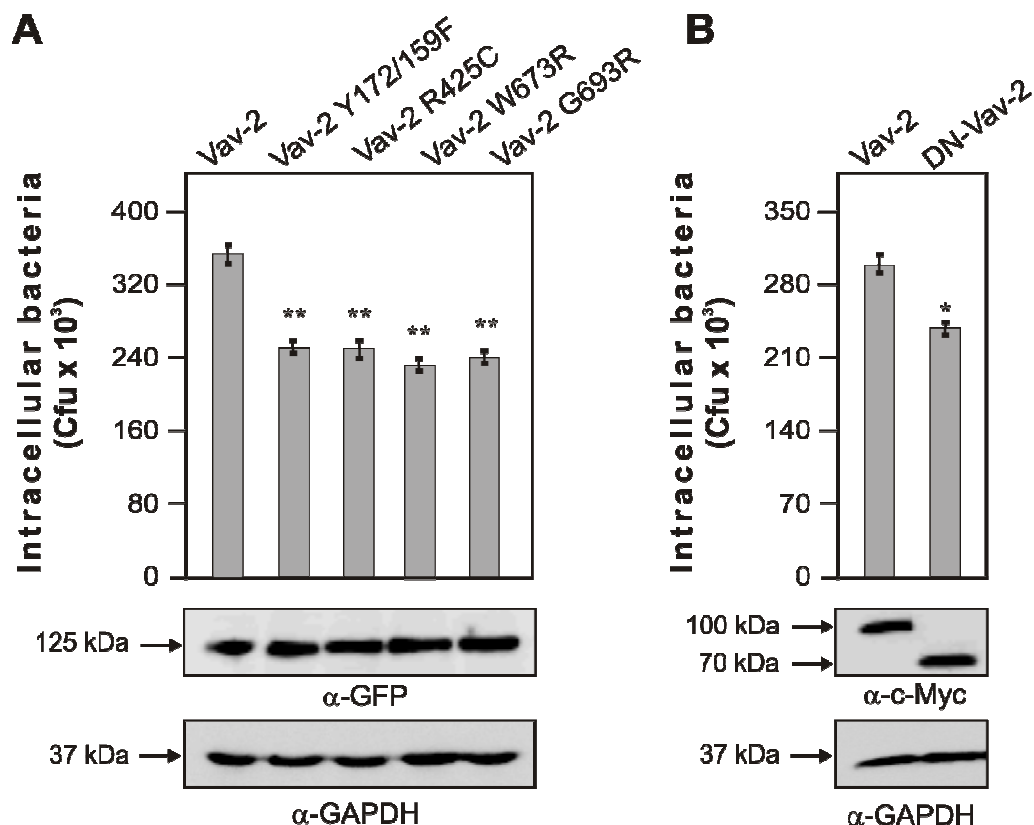 A
Vav-2
Vav-2 Y172/159F
Vav-2 R425C
Vav-2 W673R
Vav-2 G693R
Intracellular bacteria
(Cfu x 10³)
400
320
240
160
80
0
**
**
**
**
125 kDa
α-GFP
37 kDa
α-GAPDH
B
Vav-2
DN-Vav-2
Intracellular bacteria
(Cfu x 10³)
350
280
210
140
70
0
*
100 kDa
70 kDa
α-c-Myc
37 kDa
α-GAPDH